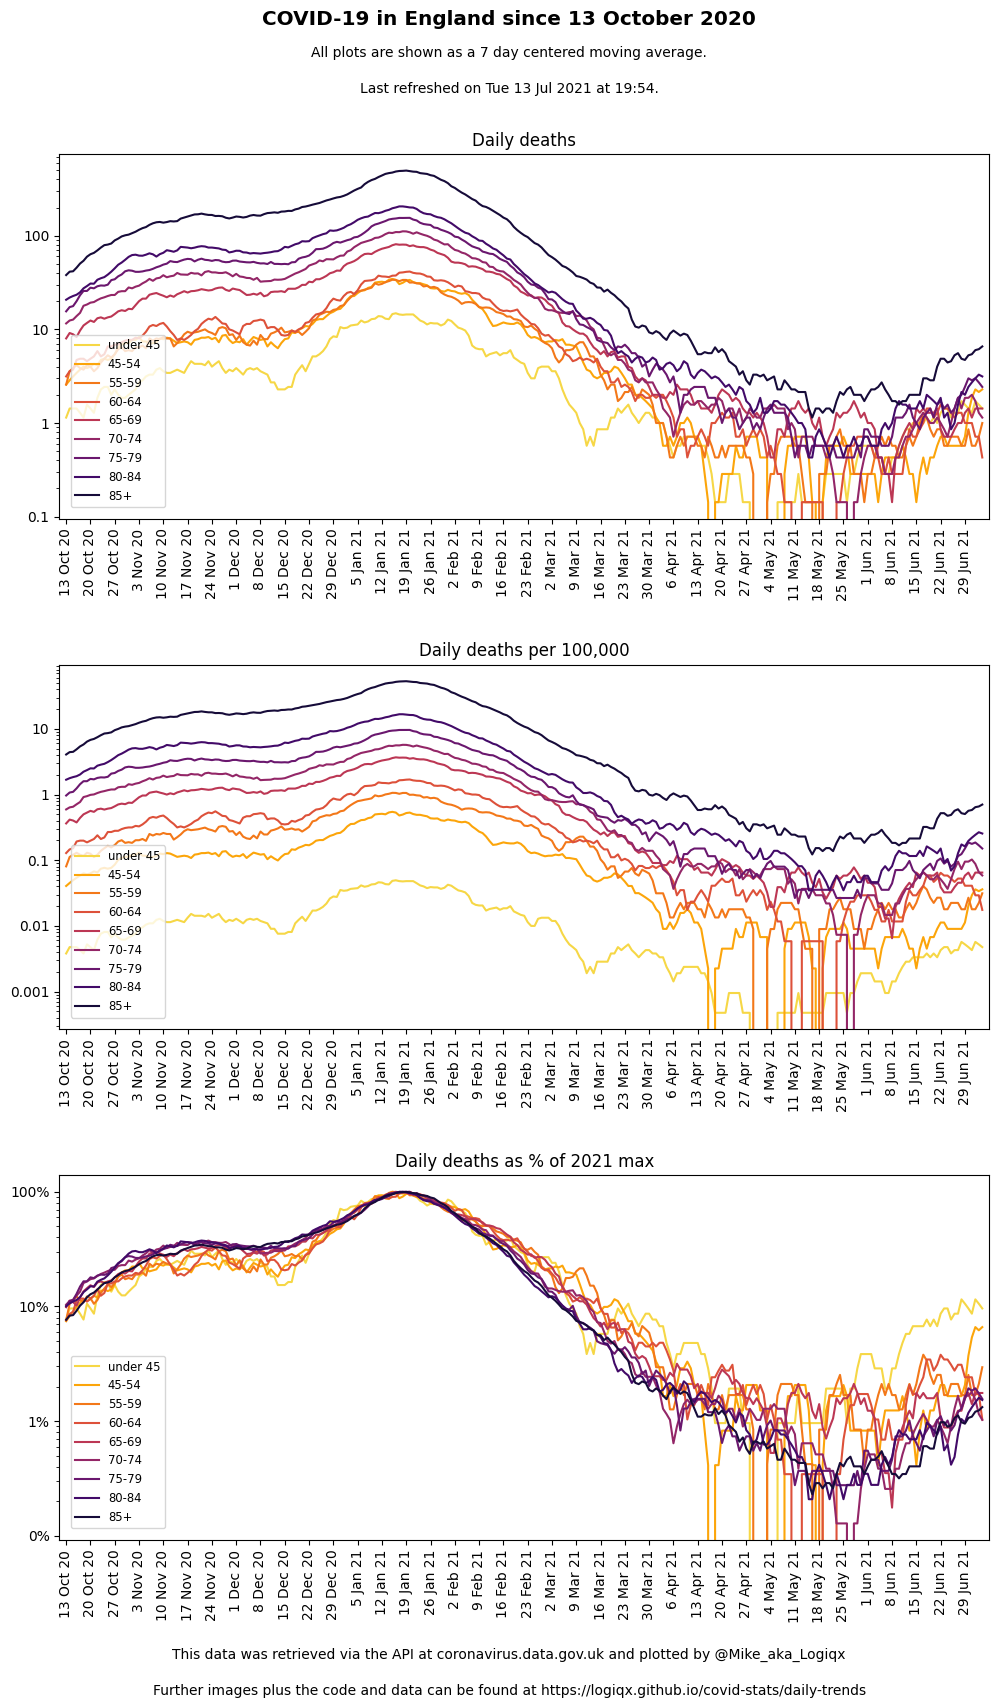 COVID-19 in England since 13 October 2020
All plots are shown as a 7 day centered moving average.
Last refreshed on Tue 13 Jul 2021 at 19:54.
Daily deaths
100
10
1
0.1
under 45
45-54
55-59
60-64
65-69
70-74
75-79
80-84
85+
13 Oct 20
20 Oct 20
27 Oct 20
3 Nov 20
10 Nov 20
17 Nov 20
24 Nov 20
1 Dec 20
8 Dec 20
15 Dec 20
22 Dec 20
29 Dec 20
5 Jan 21
12 Jan 21
19 Jan 21
26 Jan 21
2 Feb 21
9 Feb 21
16 Feb 21
23 Feb 21
2 Mar 21
9 Mar 21
16 Mar 21
23 Mar 21
30 Mar 21
6 Apr 21
13 Apr 21
20 Apr 21
27 Apr 21
4 May 21
11 May 21
18 May 21
25 May 21
1 Jun 21
8 Jun 21
15 Jun 21
22 Jun 21
29 Jun 21
Daily deaths per 100,000
10
1
0.1
0.01
0.001
under 45
45-54
55-59
60-64
65-69
70-74
75-79
80-84
85+
13 Oct 20
20 Oct 20
27 Oct 20
3 Nov 20
10 Nov 20
17 Nov 20
24 Nov 20
1 Dec 20
8 Dec 20
15 Dec 20
22 Dec 20
29 Dec 20
5 Jan 21
12 Jan 21
19 Jan 21
26 Jan 21
2 Feb 21
9 Feb 21
16 Feb 21
23 Feb 21
2 Mar 21
9 Mar 21
16 Mar 21
23 Mar 21
30 Mar 21
6 Apr 21
13 Apr 21
20 Apr 21
27 Apr 21
4 May 21
11 May 21
18 May 21
25 May 21
1 Jun 21
8 Jun 21
15 Jun 21
22 Jun 21
29 Jun 21
Daily deaths as % of 2021 max
100%
10%
1%
0%
under 45
45-54
55-59
60-64
65-69
70-74
75-79
80-84
85+
13 Oct 20
20 Oct 20
27 Oct 20
3 Nov 20
10 Nov 20
17 Nov 20
24 Nov 20
1 Dec 20
8 Dec 20
15 Dec 20
22 Dec 20
29 Dec 20
5 Jan 21
12 Jan 21
19 Jan 21
26 Jan 21
2 Feb 21
9 Feb 21
16 Feb 21
23 Feb 21
2 Mar 21
9 Mar 21
16 Mar 21
23 Mar 21
30 Mar 21
6 Apr 21
13 Apr 21
20 Apr 21
27 Apr 21
4 May 21
11 May 21
18 May 21
25 May 21
1 Jun 21
8 Jun 21
15 Jun 21
22 Jun 21
29 Jun 21
This data was retrieved via the API at coronavirus.data.gov.uk and plotted by @Mike_aka_Logiqx
Further images plus the code and data can be found at https://logiqx.github.io/covid-stats/daily-trends